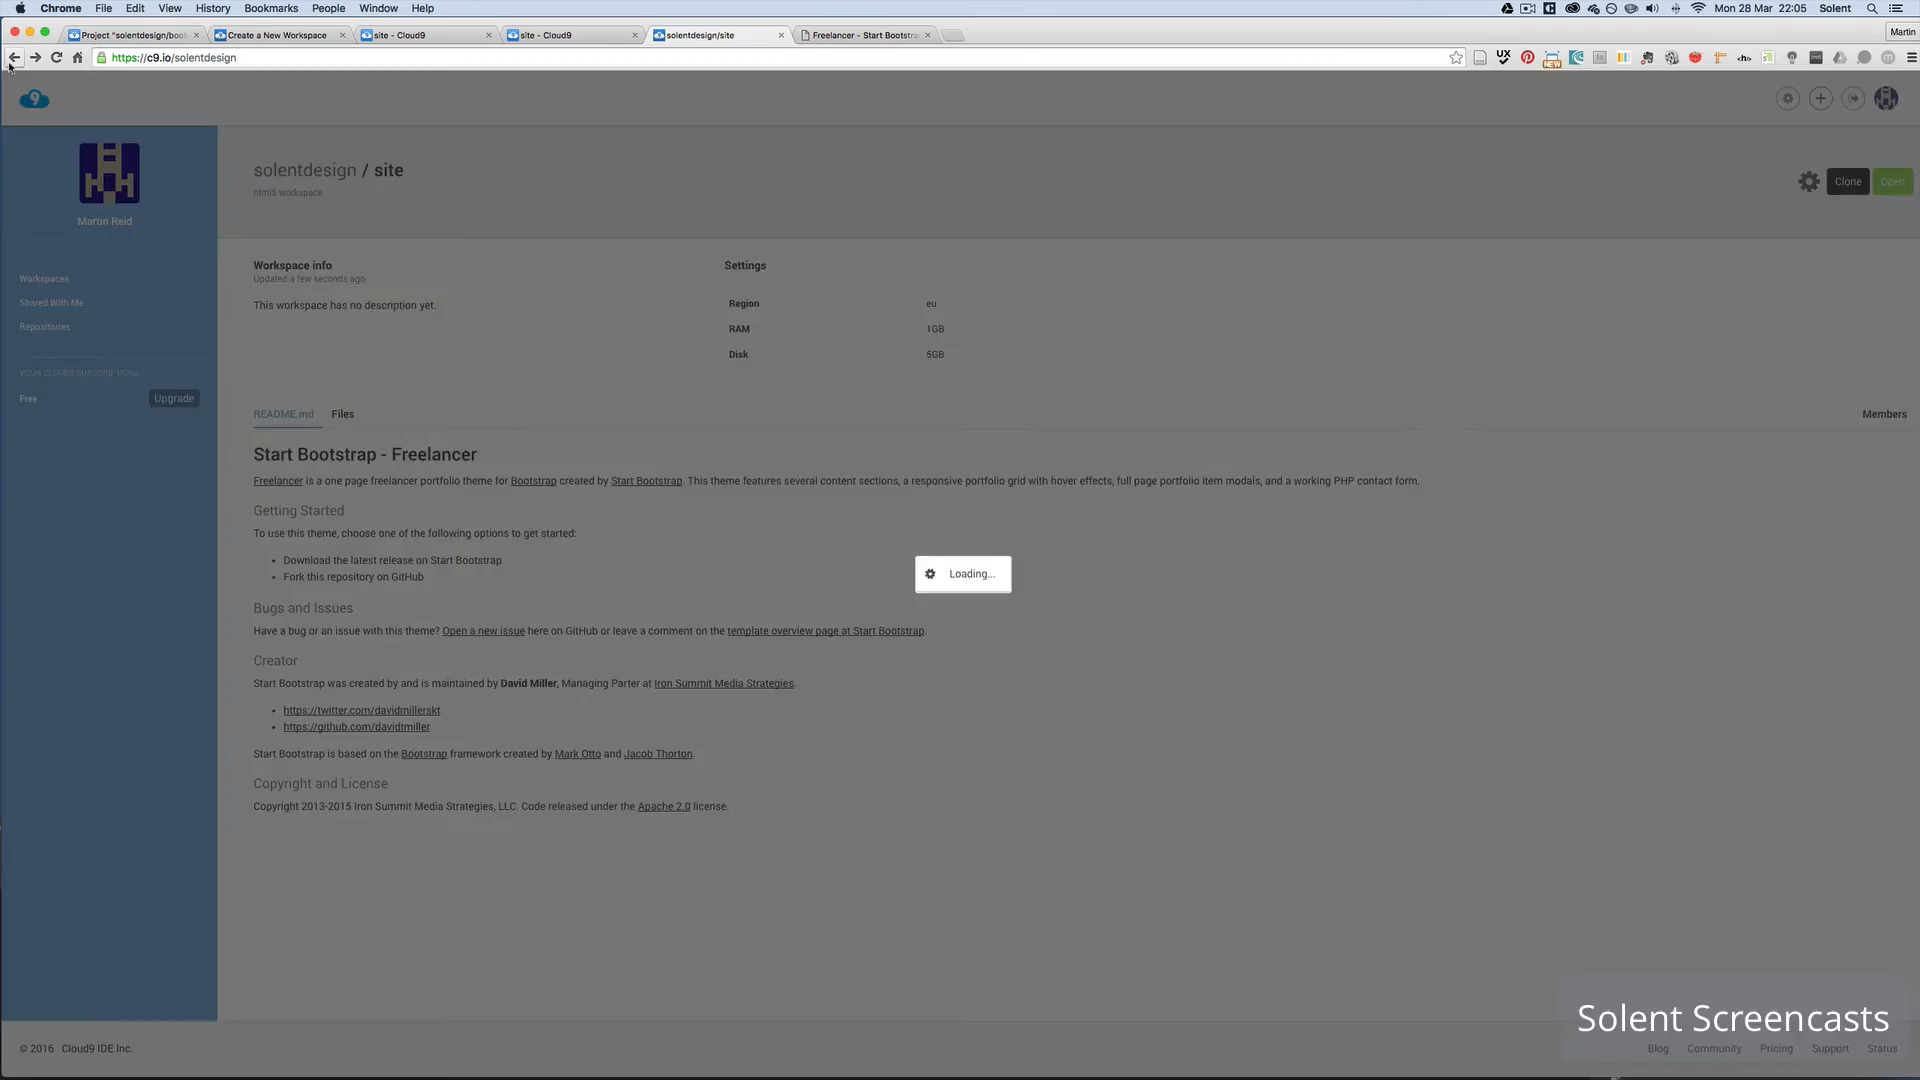 Chrome File Edit View History Bookmarks People Window Help Mon 28 Mar 22:05 Solent
Project "solentdesign/boo Create a New Workspace site - Cloud9 site - Cloud9 solentdesign/site Freelancer - Start Bootstra Martin
https://c9.io/solentdesign
solentdesign / site
html5 workspace
Clone Open
Martin Reid
Workspaces
Shared With Me
Repositories
YOUR CLOUD9 SUBSCRIPTIONS
Free Upgrade
Workspace info
Updated a few seconds ago.
This workspace has no description yet.
Settings
Region eu
RAM 1GB
Disk 5GB
README.md Files Members
Start Bootstrap - Freelancer
Freelancer is a one page freelancer portfolio theme for Bootstrap created by Start Bootstrap. This theme features several content sections, a responsive portfolio grid with hover effects, full page portfolio item modals, and a working PHP contact form.
Getting Started
To use this theme, choose one of the following options to get started:
• Download the latest release on Start Bootstrap
• Fork this repository on GitHub
Loading...
Bugs and Issues
Have a bug or an issue with this theme? Open a new issue here on GitHub or leave a comment on the template overview page at Start Bootstrap.
Creator
Start Bootstrap was created by and is maintained by David Miller, Managing Parter at Iron Summit Media Strategies.
• https://twitter.com/davidmillerskt
• https://github.com/davidtmiller
Start Bootstrap is based on the Bootstrap framework created by Mark Otto and Jacob Thorton.
Copyright and License
Copyright 2013-2015 Iron Summit Media Strategies, LLC. Code released under the Apache 2.0 license.
Solent Screencasts
© 2016 Cloud9 IDE Inc. Blog Community Pricing Support Status